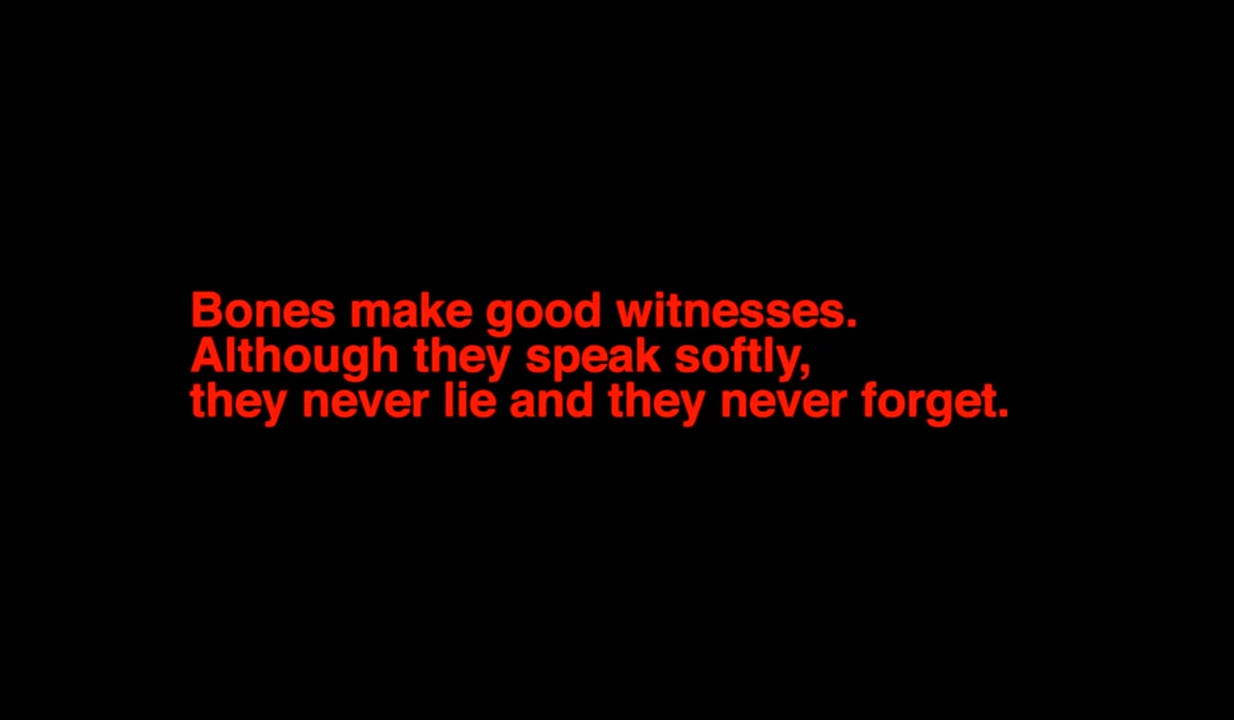 Bones make good witnesses.
Although they speak softly,
they never lie and they never forget.